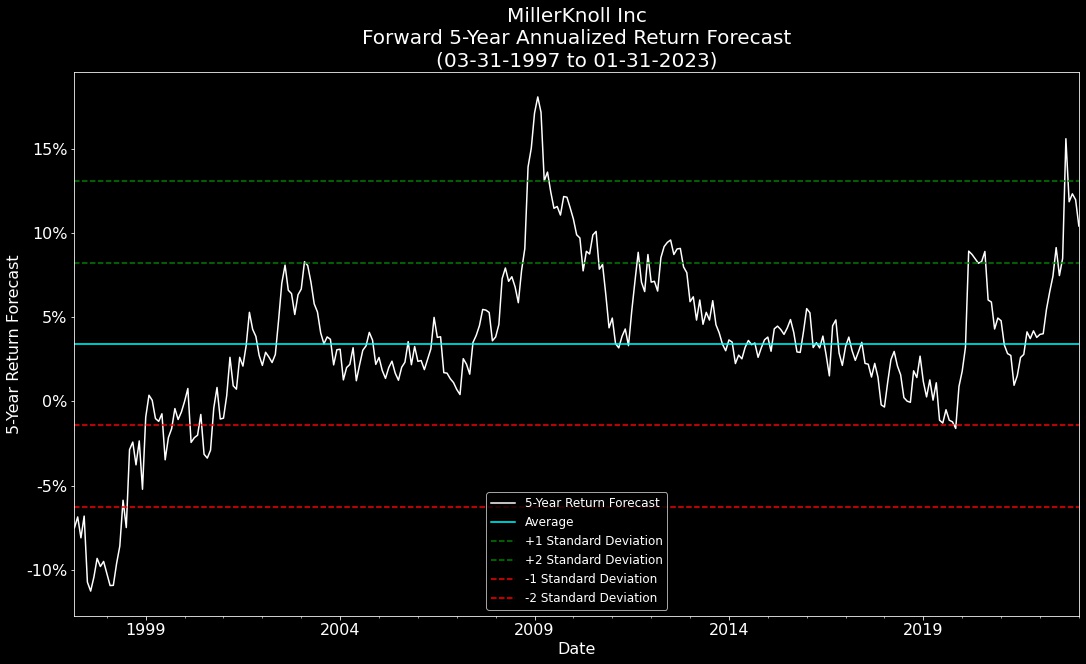 MillerKnoll Inc
Forward 5-Year Annualized Return Forecast
(03-31-1997 to 01-31-2023)
5-Year Return Forecast
15%
10%
5%
0%
-5%
-10%
5-Year Return Forecast
Average
+1 Standard Deviation
+2 Standard Deviation
-1 Standard Deviation
-2 Standard Deviation
1999 2004 2009 2014 2019
Date